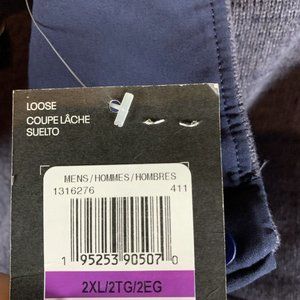 LOOSE
COUPE LÂCHE
SUELTO
MENS/HOMMES/HOMBRES
1316276 411
1 95253 90507 0
2XL/2TG/2EG